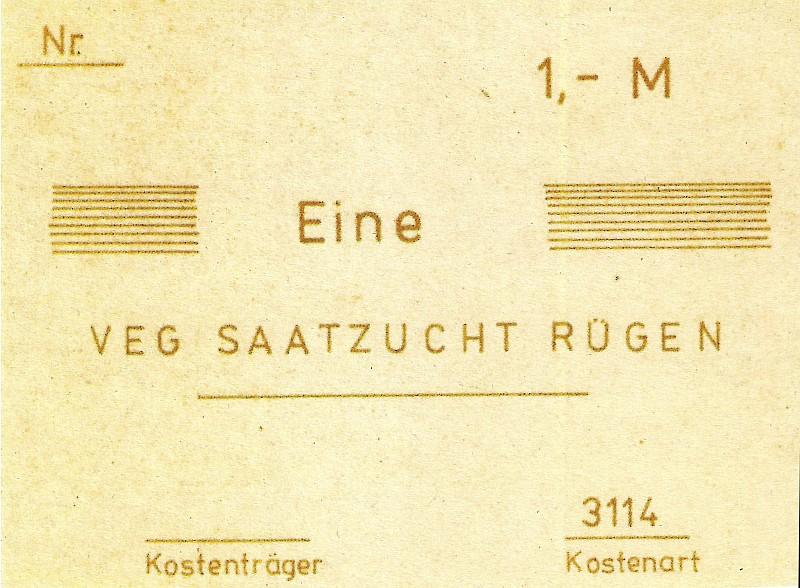 Nr.
1,- M
Eine
VEG SAATZUCHT RÜGEN
3114
Kostenträger
Kostenart